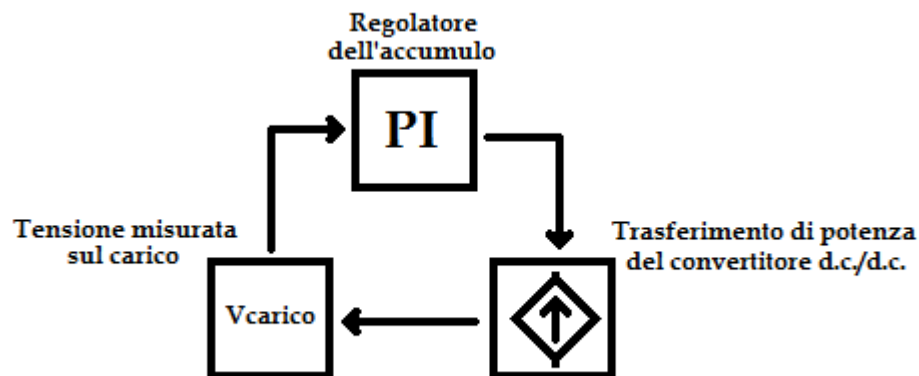 Regolatore
dell'accumulo
PI
Tensione misurata
sul carico
Trasferimento di potenza
del convertitore d.c./d.c.
Vcarico